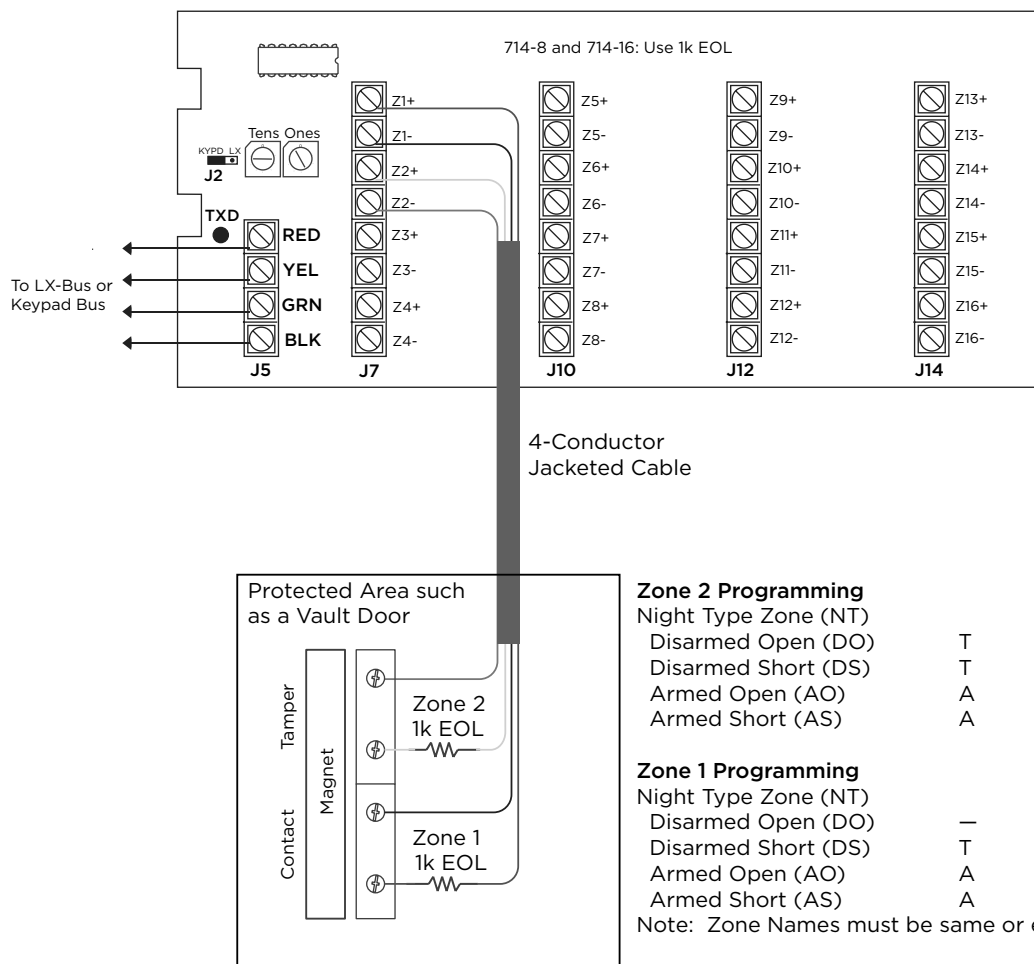 714-8 and 714-16: Use 1k EOL
Tens Ones
KYPD LX
J2
TXD
RED
YEL
GRN
BLK
J5
To LX-Bus or
Keypad Bus
Z1+
Z1-
Z2+
Z2-
Z3+
Z3-
Z4+
Z4-
J7
Z5+
Z5-
Z6+
Z6-
Z7+
Z7-
Z8+
Z8-
J10
Z9+
Z9-
Z10+
Z10-
Z11+
Z11-
Z12+
Z12-
J12
Z13+
Z13-
Z14+
Z14-
Z15+
Z15-
Z16+
Z16-
J14
4-Conductor
Jacketed Cable
Protected Area such
as a Vault Door
Tamper
Contact
Magnet
Zone 2
1k EOL
Zone 1
1k EOL
Zone 2 Programming
Night Type Zone (NT)
Disarmed Open (DO) T
Disarmed Short (DS) T
Armed Open (AO) A
Armed Short (AS) A
Zone 1 Programming
Night Type Zone (NT)
Disarmed Open (DO) —
Disarmed Short (DS) T
Armed Open (AO) A
Armed Short (AS) A
Note: Zone Names must be same or